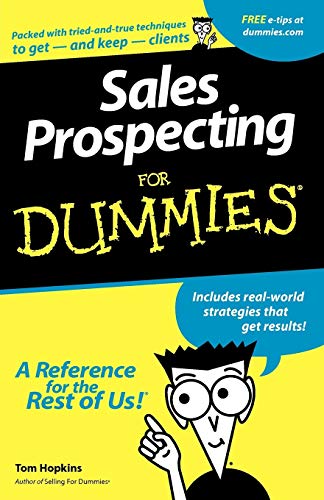 Packed with tried-and-true techniques
to get — and keep — clients
FREE e-tips at
dummies.com®
Sales
Prospecting
FOR
DUMMIES®
Includes real-world
strategies that
get results!
A Reference
for the
Rest of Us!®
Tom Hopkins
Author of Selling For Dummies®